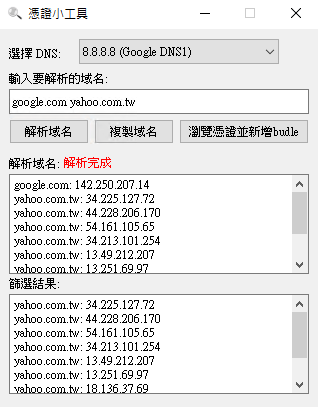 憑證小工具
選擇 DNS: 8.8.8.8 (Google DNS1)
輸入要解析的域名:
google.com yahoo.com.tw
解析域名 複製域名 瀏覽憑證並新增budle
解析域名: 解析完成
google.com: 142.250.207.14
yahoo.com.tw: 34.225.127.72
yahoo.com.tw: 44.228.206.170
yahoo.com.tw: 54.161.105.65
yahoo.com.tw: 34.213.101.254
yahoo.com.tw: 13.49.212.207
yahoo.com.tw: 13.251.69.97
篩選結果:
yahoo.com.tw: 34.225.127.72
yahoo.com.tw: 44.228.206.170
yahoo.com.tw: 54.161.105.65
yahoo.com.tw: 34.213.101.254
yahoo.com.tw: 13.49.212.207
yahoo.com.tw: 13.251.69.97
yahoo.com.tw: 18.136.37.69